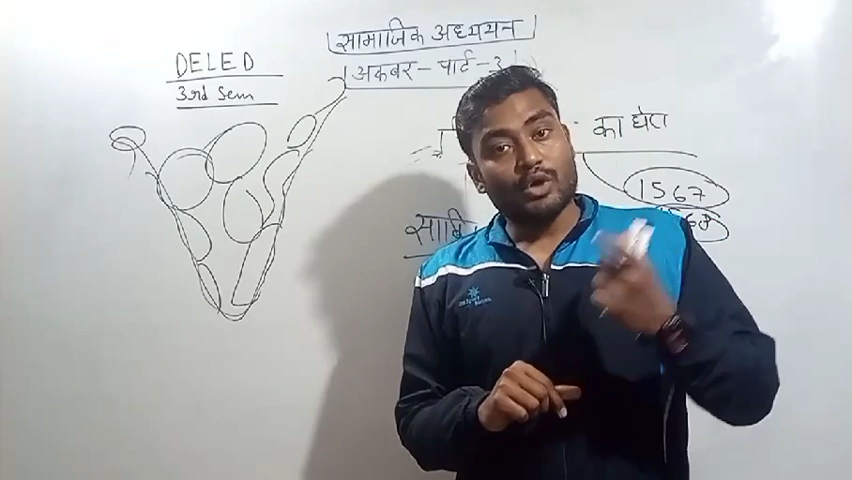 सामाजिक अध्ययन
DELED
अकबर - पार्ट - 3
3rd Sem
का घेरा
1567